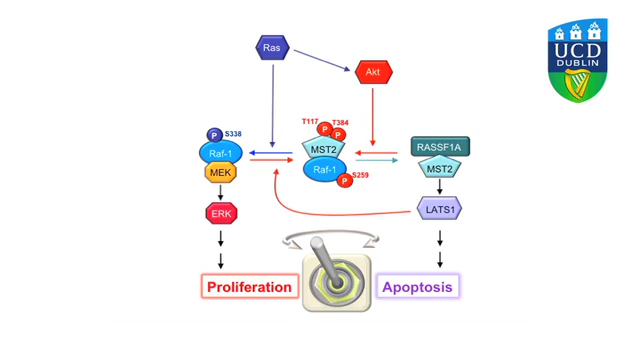 Ras
Akt
UCD
DUBLIN
T117
T384
P
P
P
S338
Raf-1
MEK
MST2
Raf-1
P
S259
RASSF1A
MST2
ERK
LATS1
Proliferation
Apoptosis